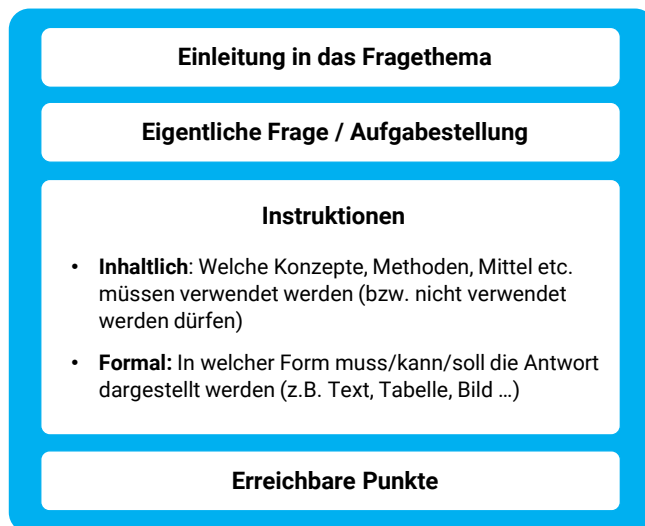 Einleitung in das Fragethema
Eigentliche Frage / Aufgabestellung
Instruktionen
• Inhaltlich: Welche Konzepte, Methoden, Mittel etc.
müssen verwendet werden (bzw. nicht verwendet
werden dürfen)
• Formal: In welcher Form muss/kann/soll die Antwort
dargestellt werden (z.B. Text, Tabelle, Bild …)
Erreichbare Punkte